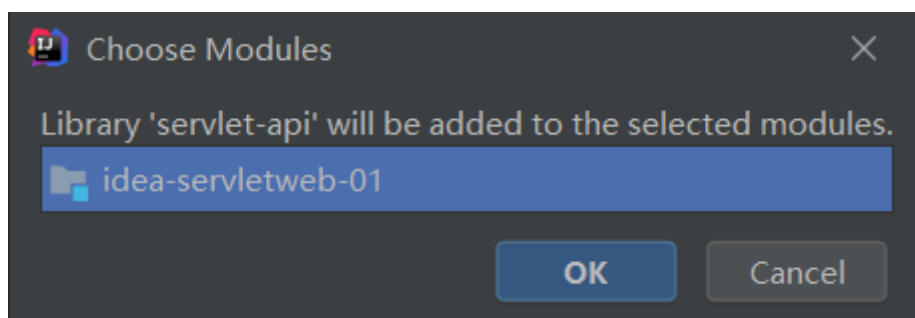 Choose Modules
Library 'servlet-api' will be added to the selected modules.
idea-servletweb-01
OK
Cancel